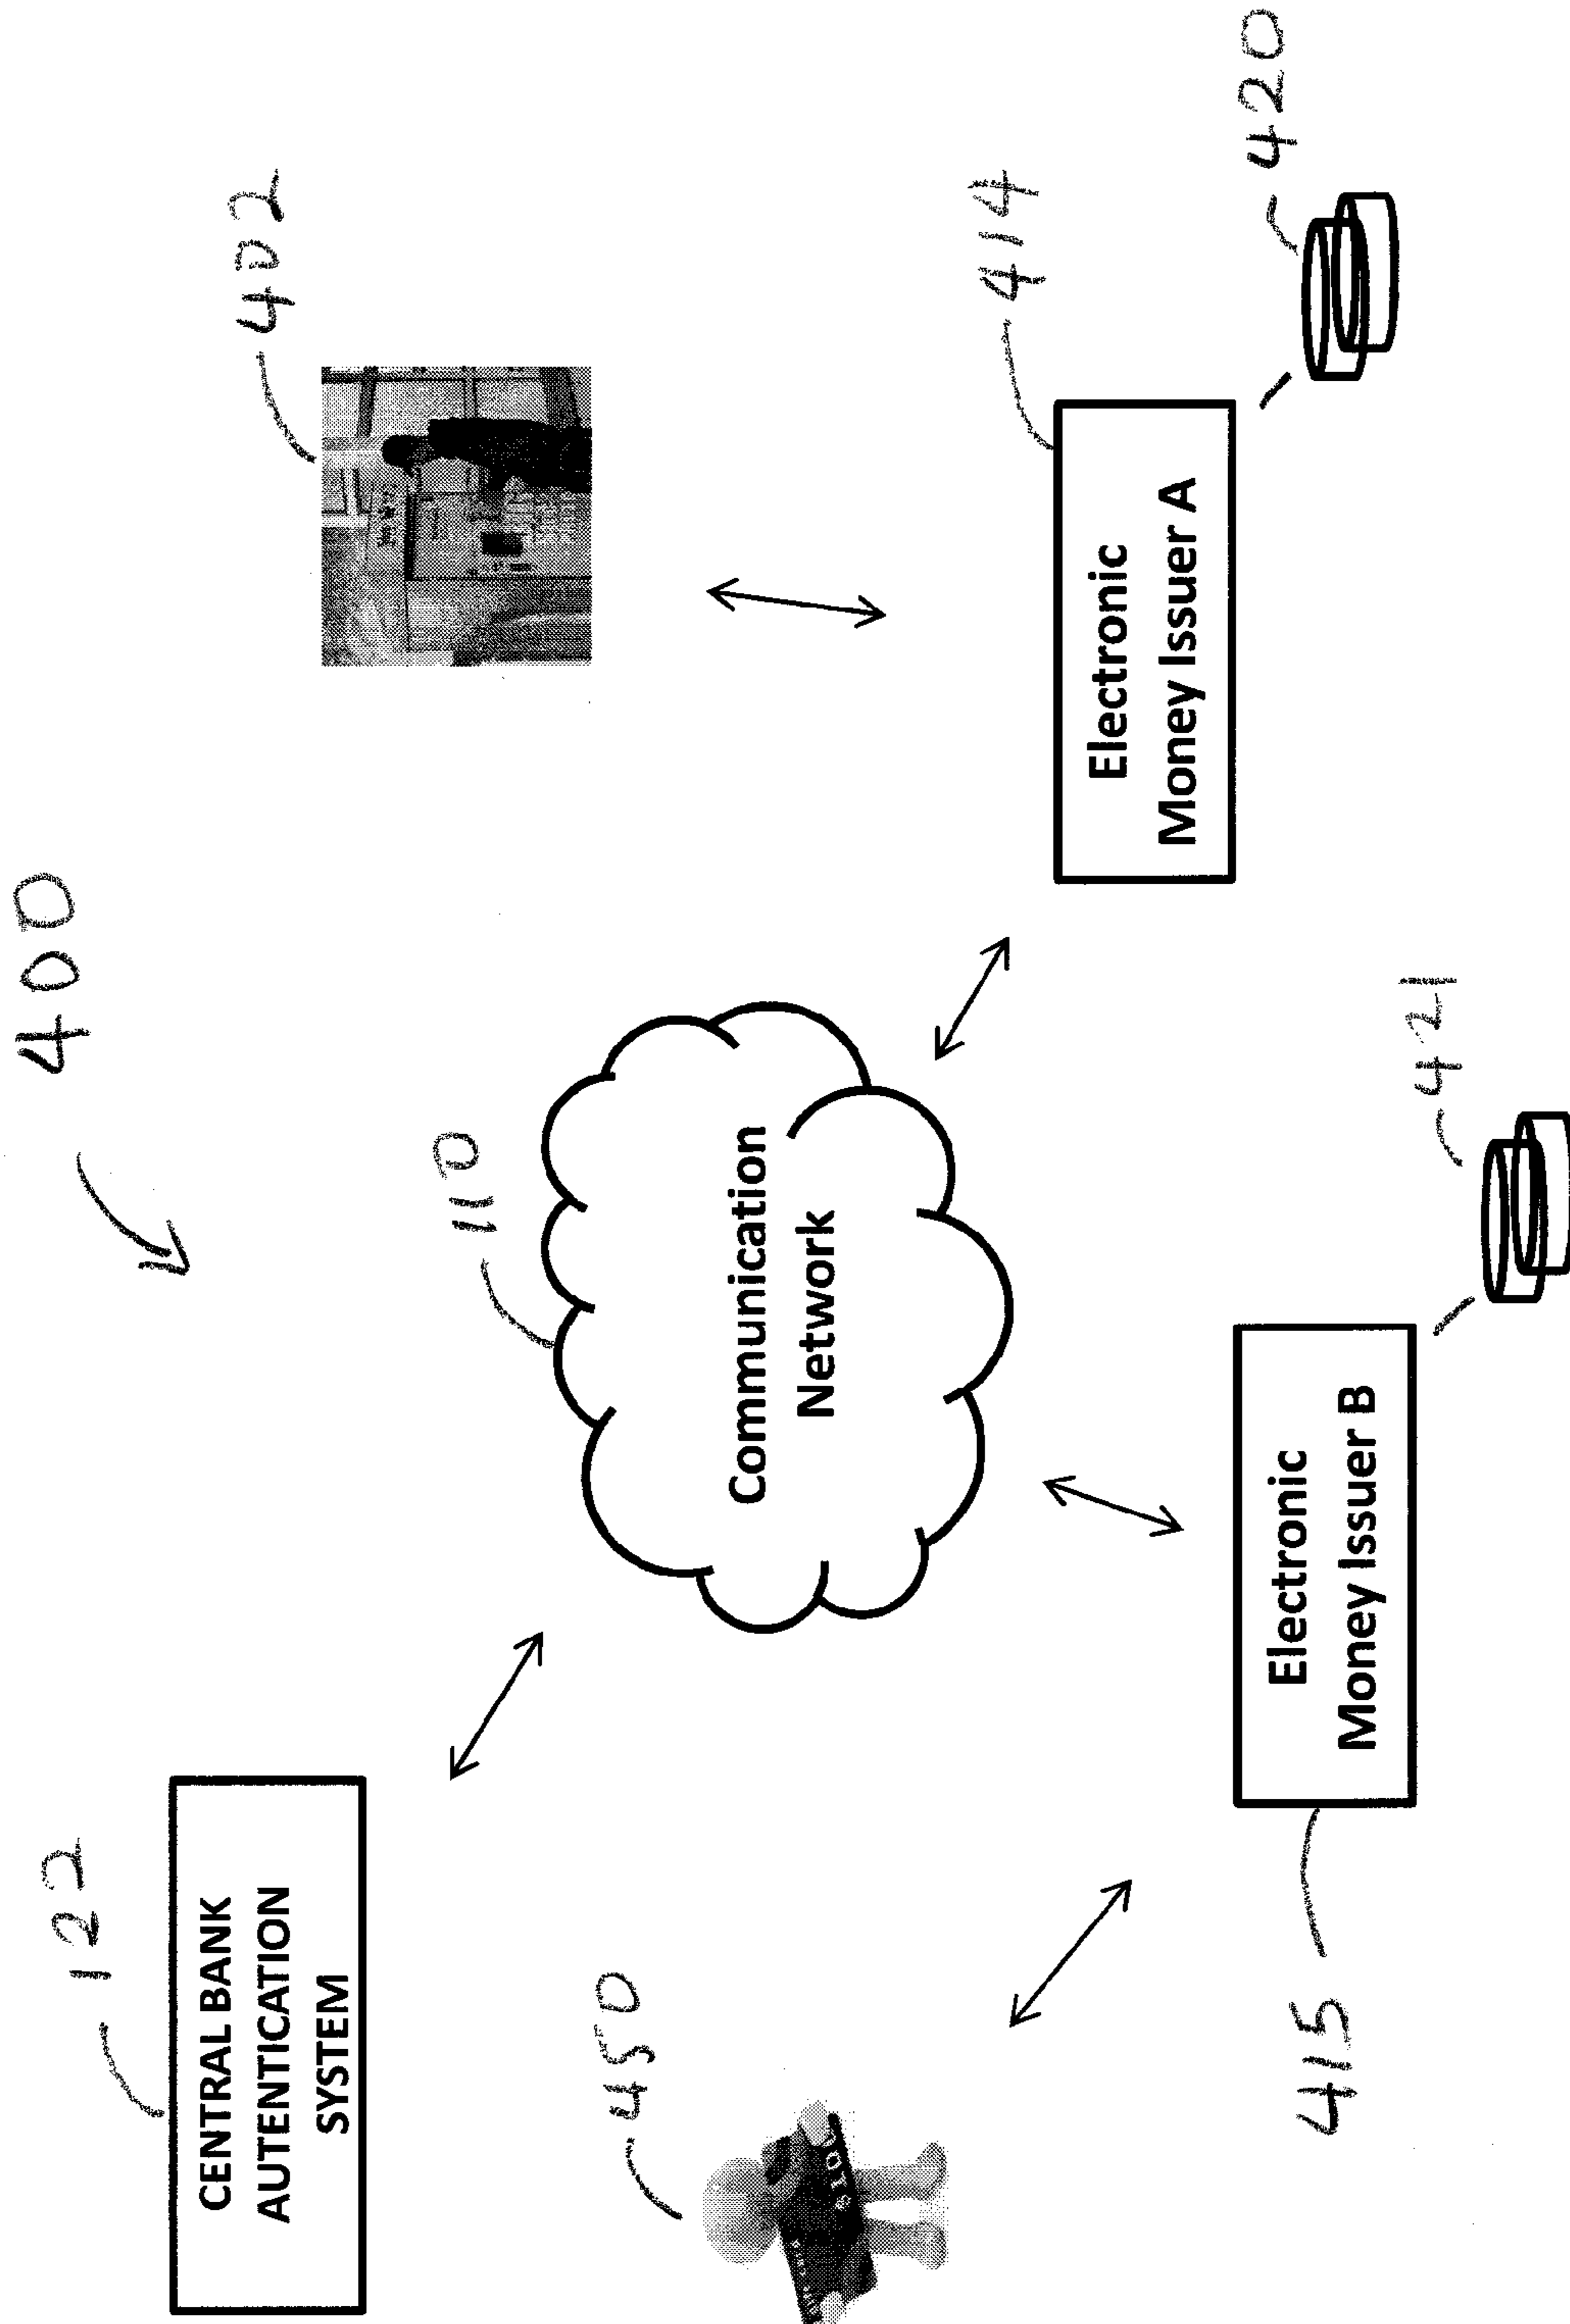 400
122
CENTRAL BANK
AUTENTICATION
SYSTEM
110
Communication
Network
402
450
415
Electronic
Money Issuer B
421
414
Electronic
Money Issuer A
420